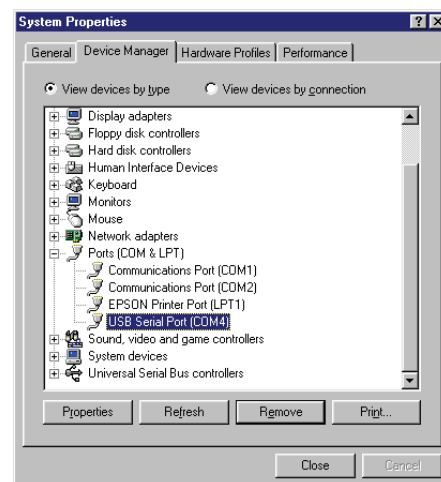 System Properties
General Device Manager Hardware Profiles Performance
View devices by type View devices by connection
Display adapters
Floppy disk controllers
Hard disk controllers
Human Interface Devices
Keyboard
Monitors
Mouse
Network adapters
Ports (COM & LPT)
Communications Port (COM1)
Communications Port (COM2)
EPSON Printer Port (LPT1)
USB Serial Port (COM4)
Sound, video and game controllers
System devices
Universal Serial Bus controllers
Properties Refresh Remove Print...
Close Cancel